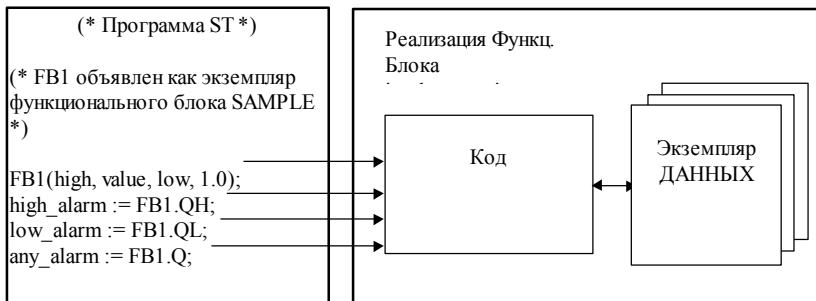 (* Программа ST *)
(* FB1 объявлен как экземпляр
функционального блока SAMPLE
*)
FB1(high, value, low, 1.0);
high_alarm := FB1.QH;
low_alarm := FB1.QL;
any_alarm := FB1.Q;
Реализация Функц.
Блока
Код
Экземпляр
ДАННЫХ